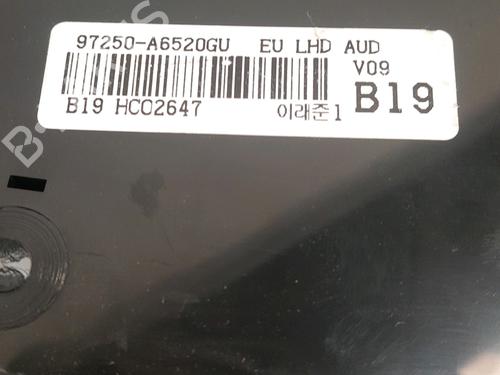 97250-A6520GU EU LHD AUD
V09
B19 HC02647 이래준1 B19